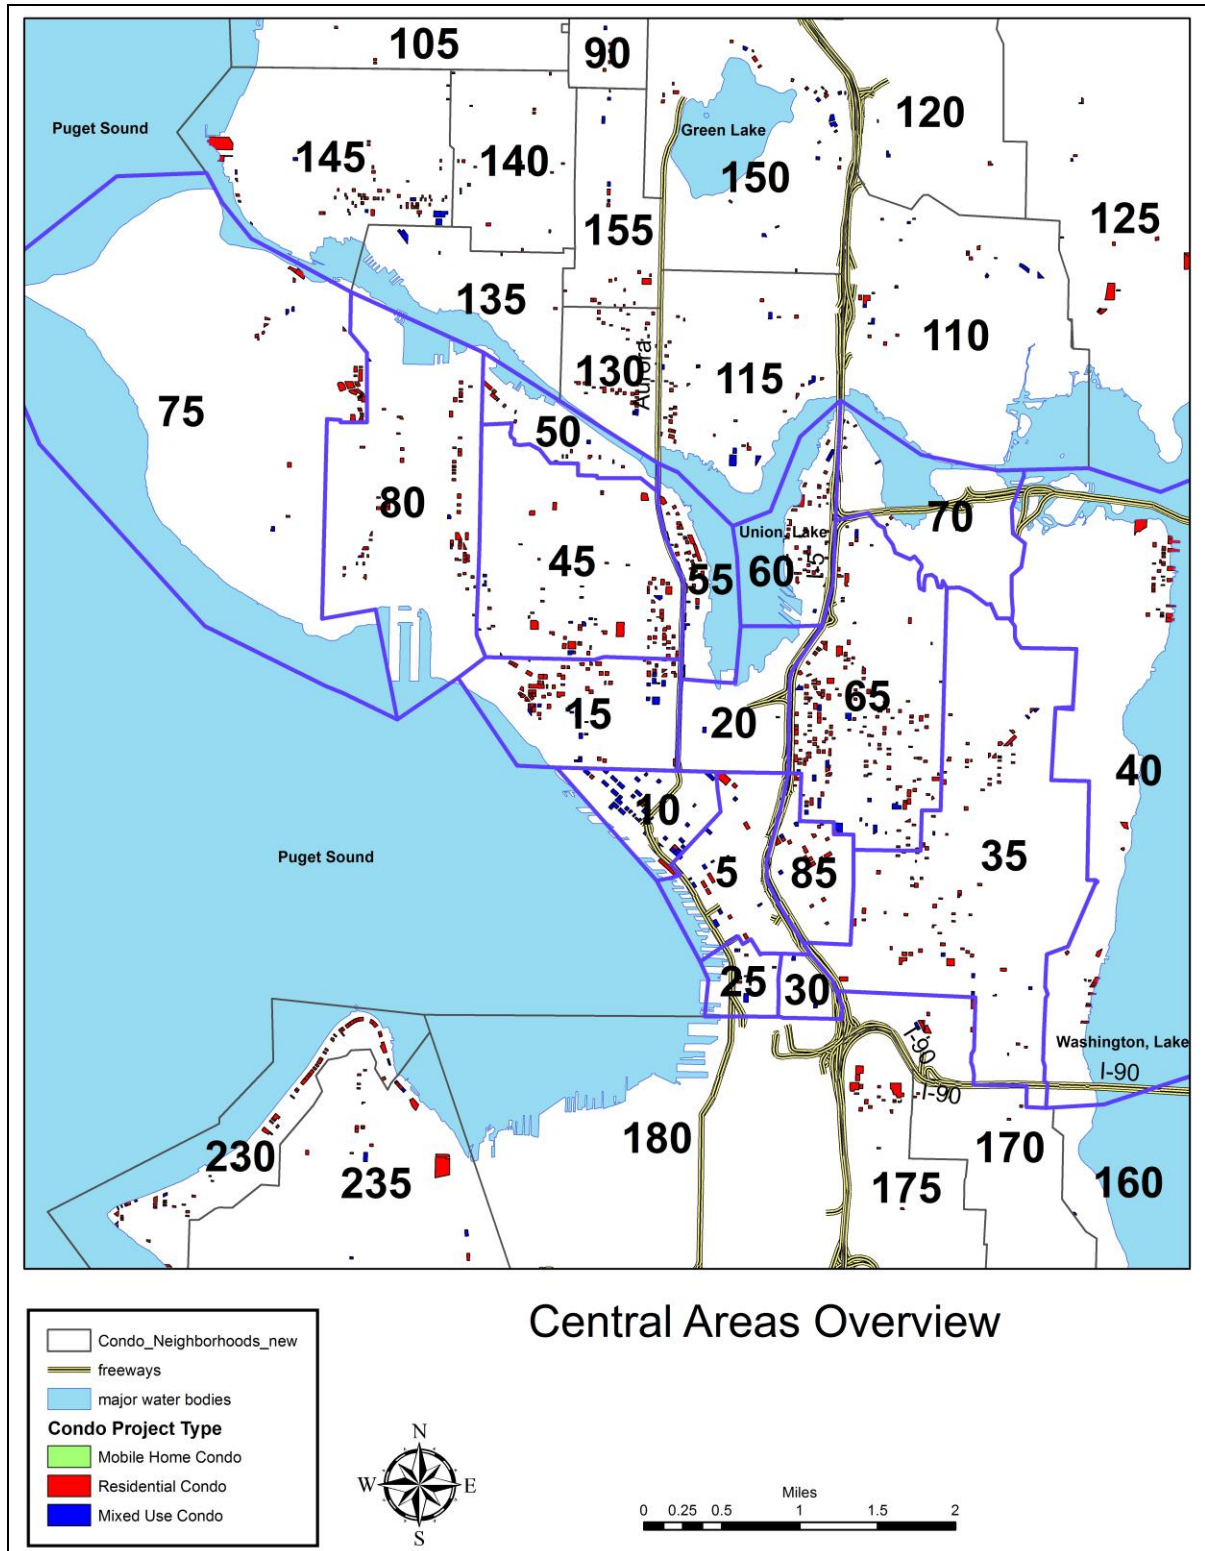 105
90
Puget Sound
Green Lake
120
145
140
150
125
155
135
110
130
Aurora
115
75
50
80
70
Union, Lake
45
I-5
55
60
65
15
20
40
10
35
Puget Sound
5
85
25
30
Washington, Lake
I-90
I-90
I-90
180
230
235
175
170
160
Central Areas Overview
Condo_Neighborhoods_new
freeways
major water bodies
Condo Project Type
Mobile Home Condo
Residential Condo
Mixed Use Condo
N
W E
S
Miles
0 0.25 0.5 1 1.5 2